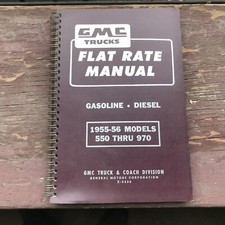 GMC
TRUCKS
FLAT RATE
MANUAL
GASOLINE • DIESEL
1955-56 MODELS
550 THRU 970
GMC TRUCK & COACH DIVISION
GENERAL MOTORS CORPORATION